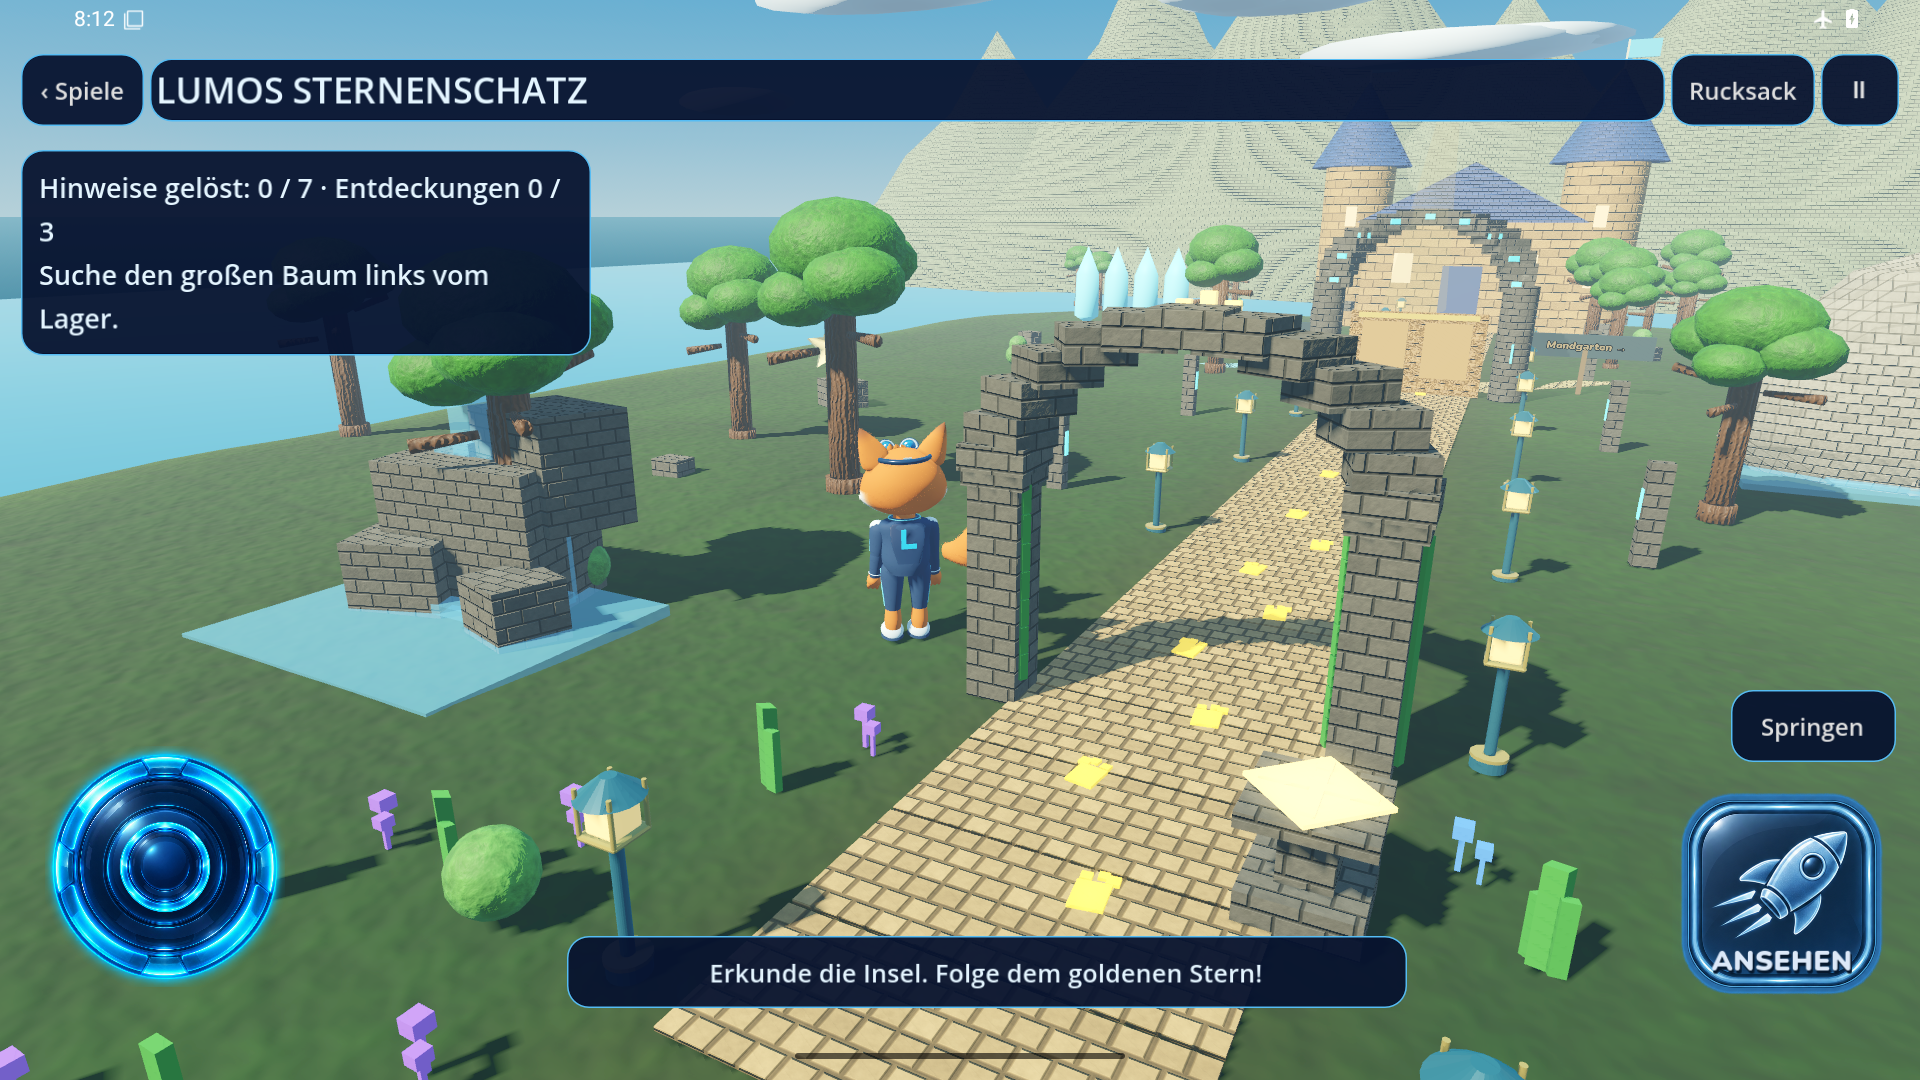 8:12
‹ Spiele
LUMOS STERNENSCHATZ
Rucksack
II
Hinweise gelöst: 0 / 7 · Entdeckungen 0 /
3
Suche den großen Baum links vom
Lager.
Mondgarten →
L
Springen
ANSEHEN
Erkunde die Insel. Folge dem goldenen Stern!